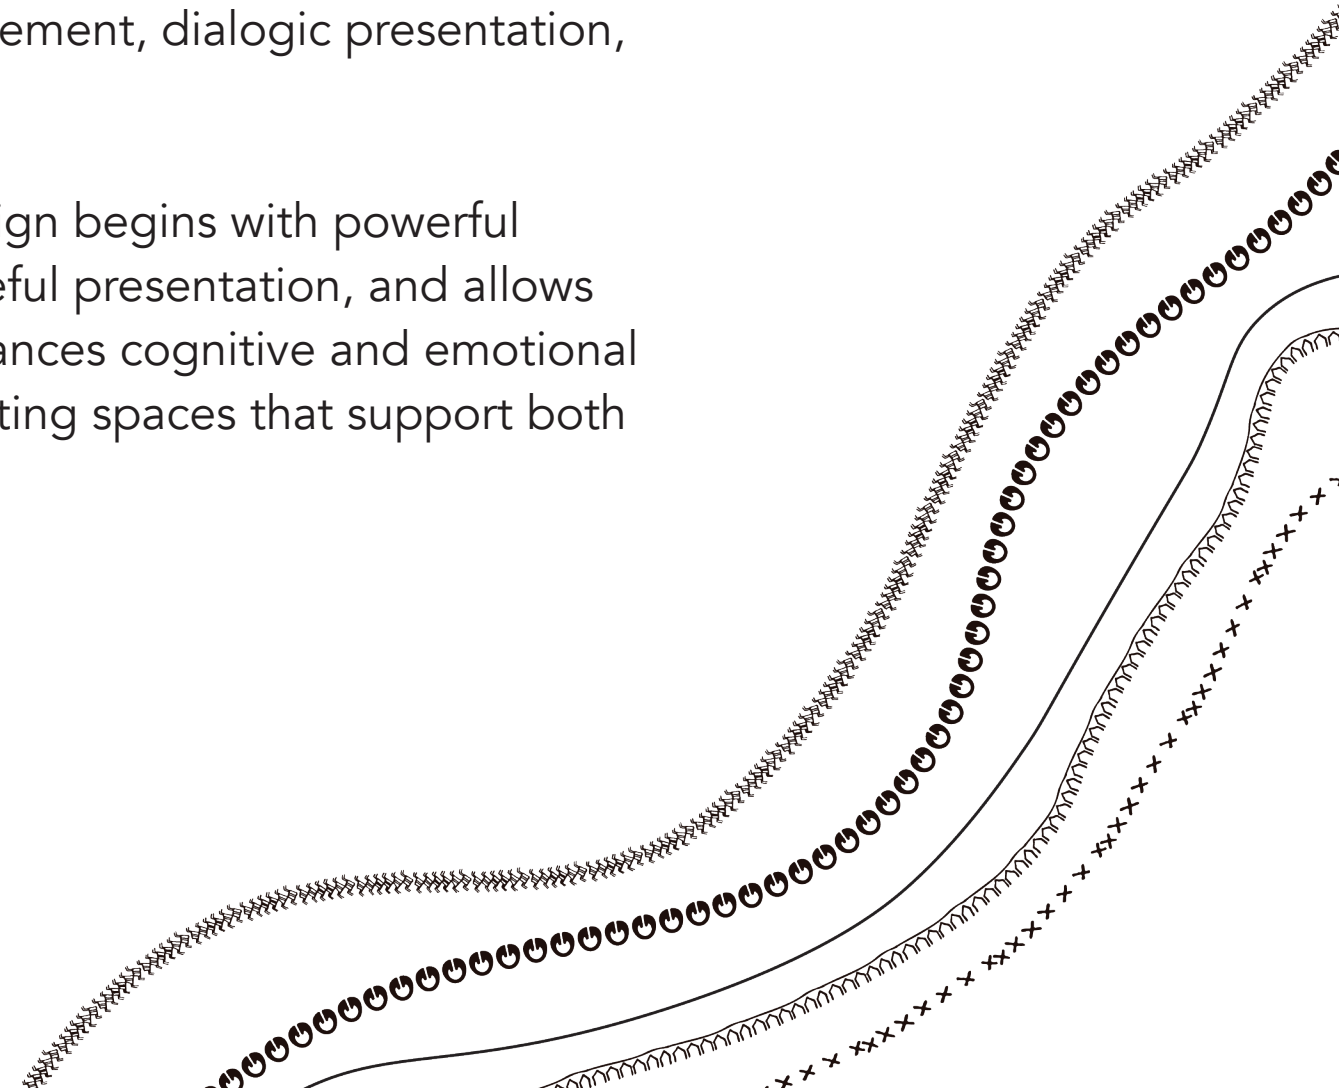 ement, dialogic presentation,
ign begins with powerful
eful presentation, and allows
ances cognitive and emotional
ting spaces that support both